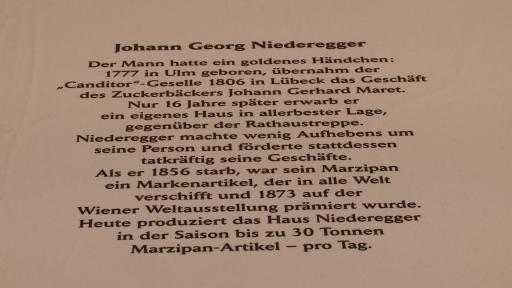 Johann Georg Niederegger
Der Mann hatte ein goldenes Händchen:
1777 in Ulm geboren, übernahm der
„Canditor“-Geselle 1806 in Lübeck das Geschäft
des Zuckerbäckers Johann Gerhard Maret.
Nur 16 Jahre später erwarb er
ein eigenes Haus in allerbester Lage,
gegenüber der Rathaustreppe.
Niederegger machte wenig Aufhebens um
seine Person und förderte stattdessen
tatkräftig seine Geschäfte.
Als er 1856 starb, war sein Marzipan
ein Markenartikel, der in alle Welt
verschifft und 1873 auf der
Wiener Weltausstellung prämiert wurde.
Heute produziert das Haus Niederegger
in der Saison bis zu 30 Tonnen
Marzipan-Artikel – pro Tag.